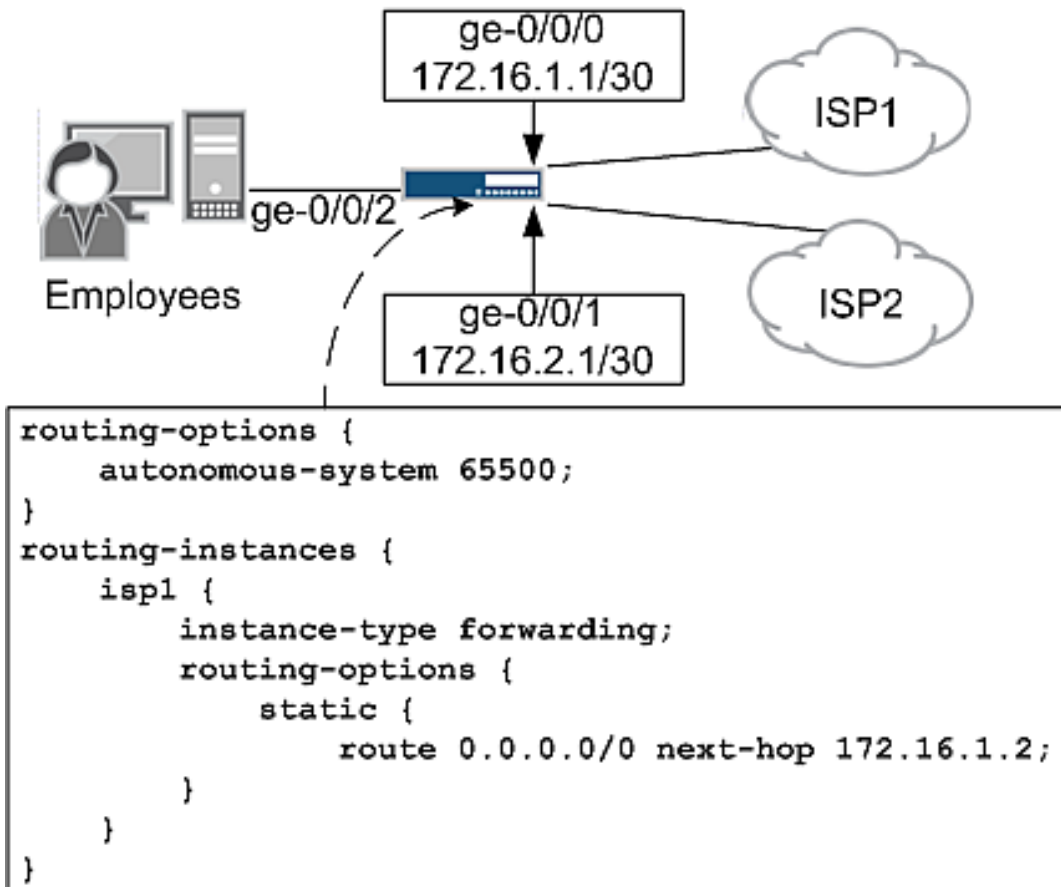 ge-0/0/0
172.16.1.1/30
ISP1
ge-0/0/2
Employees
ge-0/0/1
172.16.2.1/30
ISP2
routing-options {
    autonomous-system 65500;
}
routing-instances {
    isp1 {
        instance-type forwarding;
        routing-options {
            static {
                route 0.0.0.0/0 next-hop 172.16.1.2;
        }
    }
}